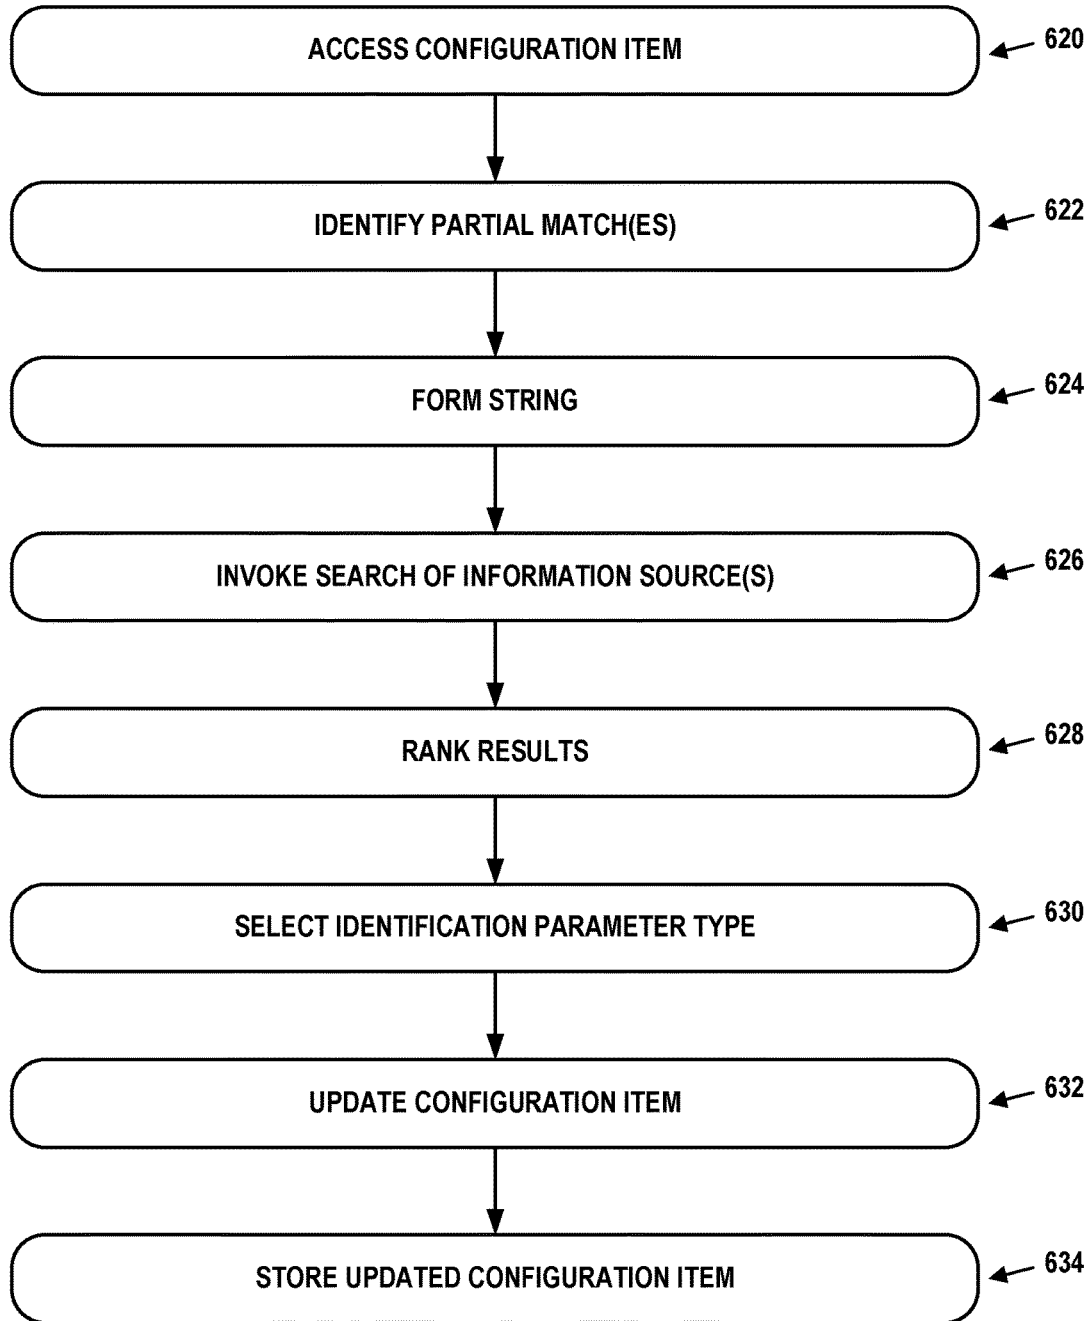 ACCESS CONFIGURATION ITEM
620
IDENTIFY PARTIAL MATCH(ES)
622
FORM STRING
624
INVOKE SEARCH OF INFORMATION SOURCE(S)
626
RANK RESULTS
628
SELECT IDENTIFICATION PARAMETER TYPE
630
UPDATE CONFIGURATION ITEM
632
STORE UPDATED CONFIGURATION ITEM
634